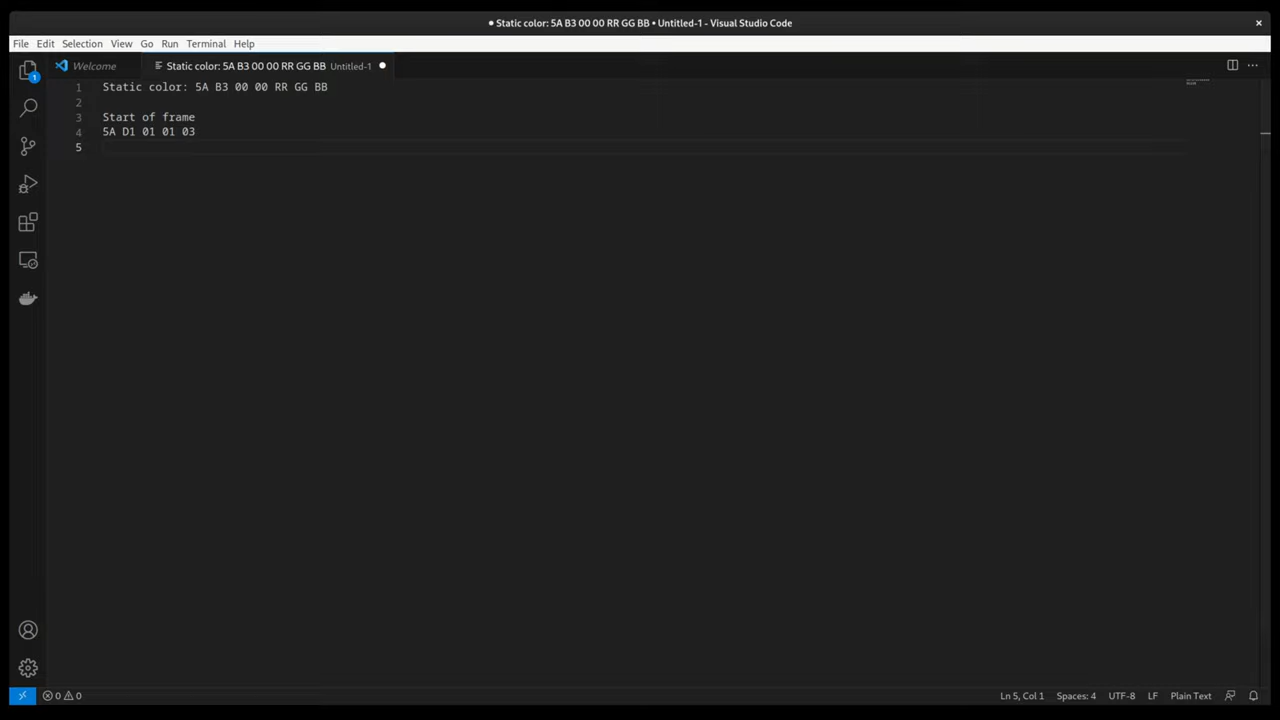 ● Static color: 5A B3 00 00 RR GG BB • Untitled-1 - Visual Studio Code
File Edit Selection View Go Run Terminal Help
Welcome Static color: 5A B3 00 00 RR GG BB Untitled-1
1
1 Static color: 5A B3 00 00 RR GG BB
2
3 Start of frame
4 5A D1 01 01 03
5
0 0 Ln 5, Col 1 Spaces: 4 UTF-8 LF Plain Text